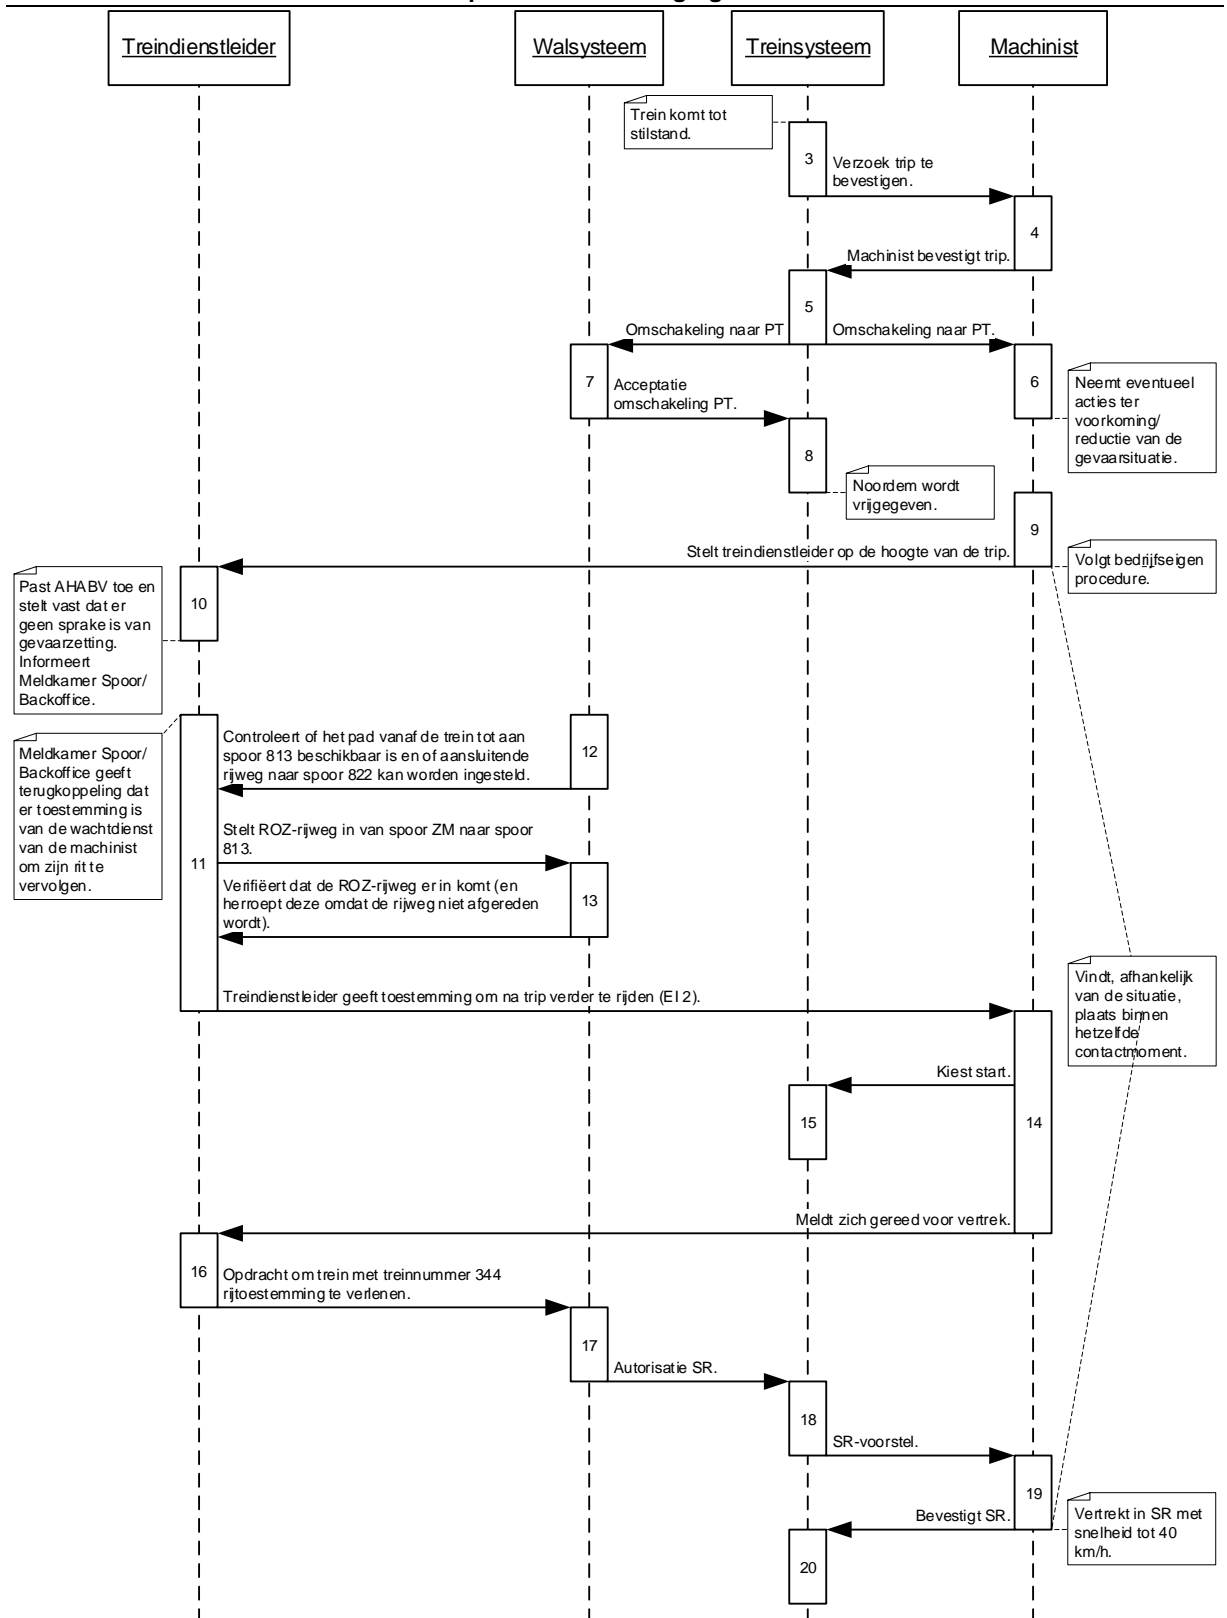 Treindienstleider
Walsysteem
Treinsysteem
Machinist
Trein komt tot
stilstand.
3
Verzoek trip te
bevestigen.
4
Machinist bevestigt trip.
5
Omschakeling naar PT
Omschakeling naar PT.
7
Acceptatie
omschakeling PT.
6
Neemt eventueel
acties ter
voorkoming/
reductie van de
gevaarsituatie.
8
Noordem wordt
vrijgegeven.
9
Stelt treindienstleider op de hoogte van de trip.
Volgt bedrijfseigen
procedure.
Past AHABV toe en
stelt vast dat er
geen sprake is van
gevaarzetting.
Informeert
Meldkamer Spoor/
Backoffice.
10
Meldkamer Spoor/
Backoffice geeft
terugkoppeling dat
er toestemming is
van de wachtdienst
van de machinist
om zijn rit te
vervolgen.
11
Controleert of het pad vanaf de trein tot aan
spoor 813 beschikbaar is en of aansluitende
rijweg naar spoor 822 kan worden ingesteld.
12
Stelt ROZ-rijweg in van spoor ZM naar spoor
813.
Verifiëert dat de ROZ-rijweg er in komt (en
herroept deze omdat de rijweg niet afgereden
wordt).
13
Treindienstleider geeft toestemming om na trip verder te rijden (EI 2).
Vindt, afhankelijk
van de situatie,
plaats binnen
hetzelfde
contactmoment.
Kiest start.
15
14
Meldt zich gereed voor vertrek.
16
Opdracht om trein met treinnummer 344
rijtoestemming te verlenen.
17
Autorisatie SR.
18
SR-voorstel.
19
Bevestigt SR.
Vertrekt in SR met
snelheid tot 40
km/h.
20